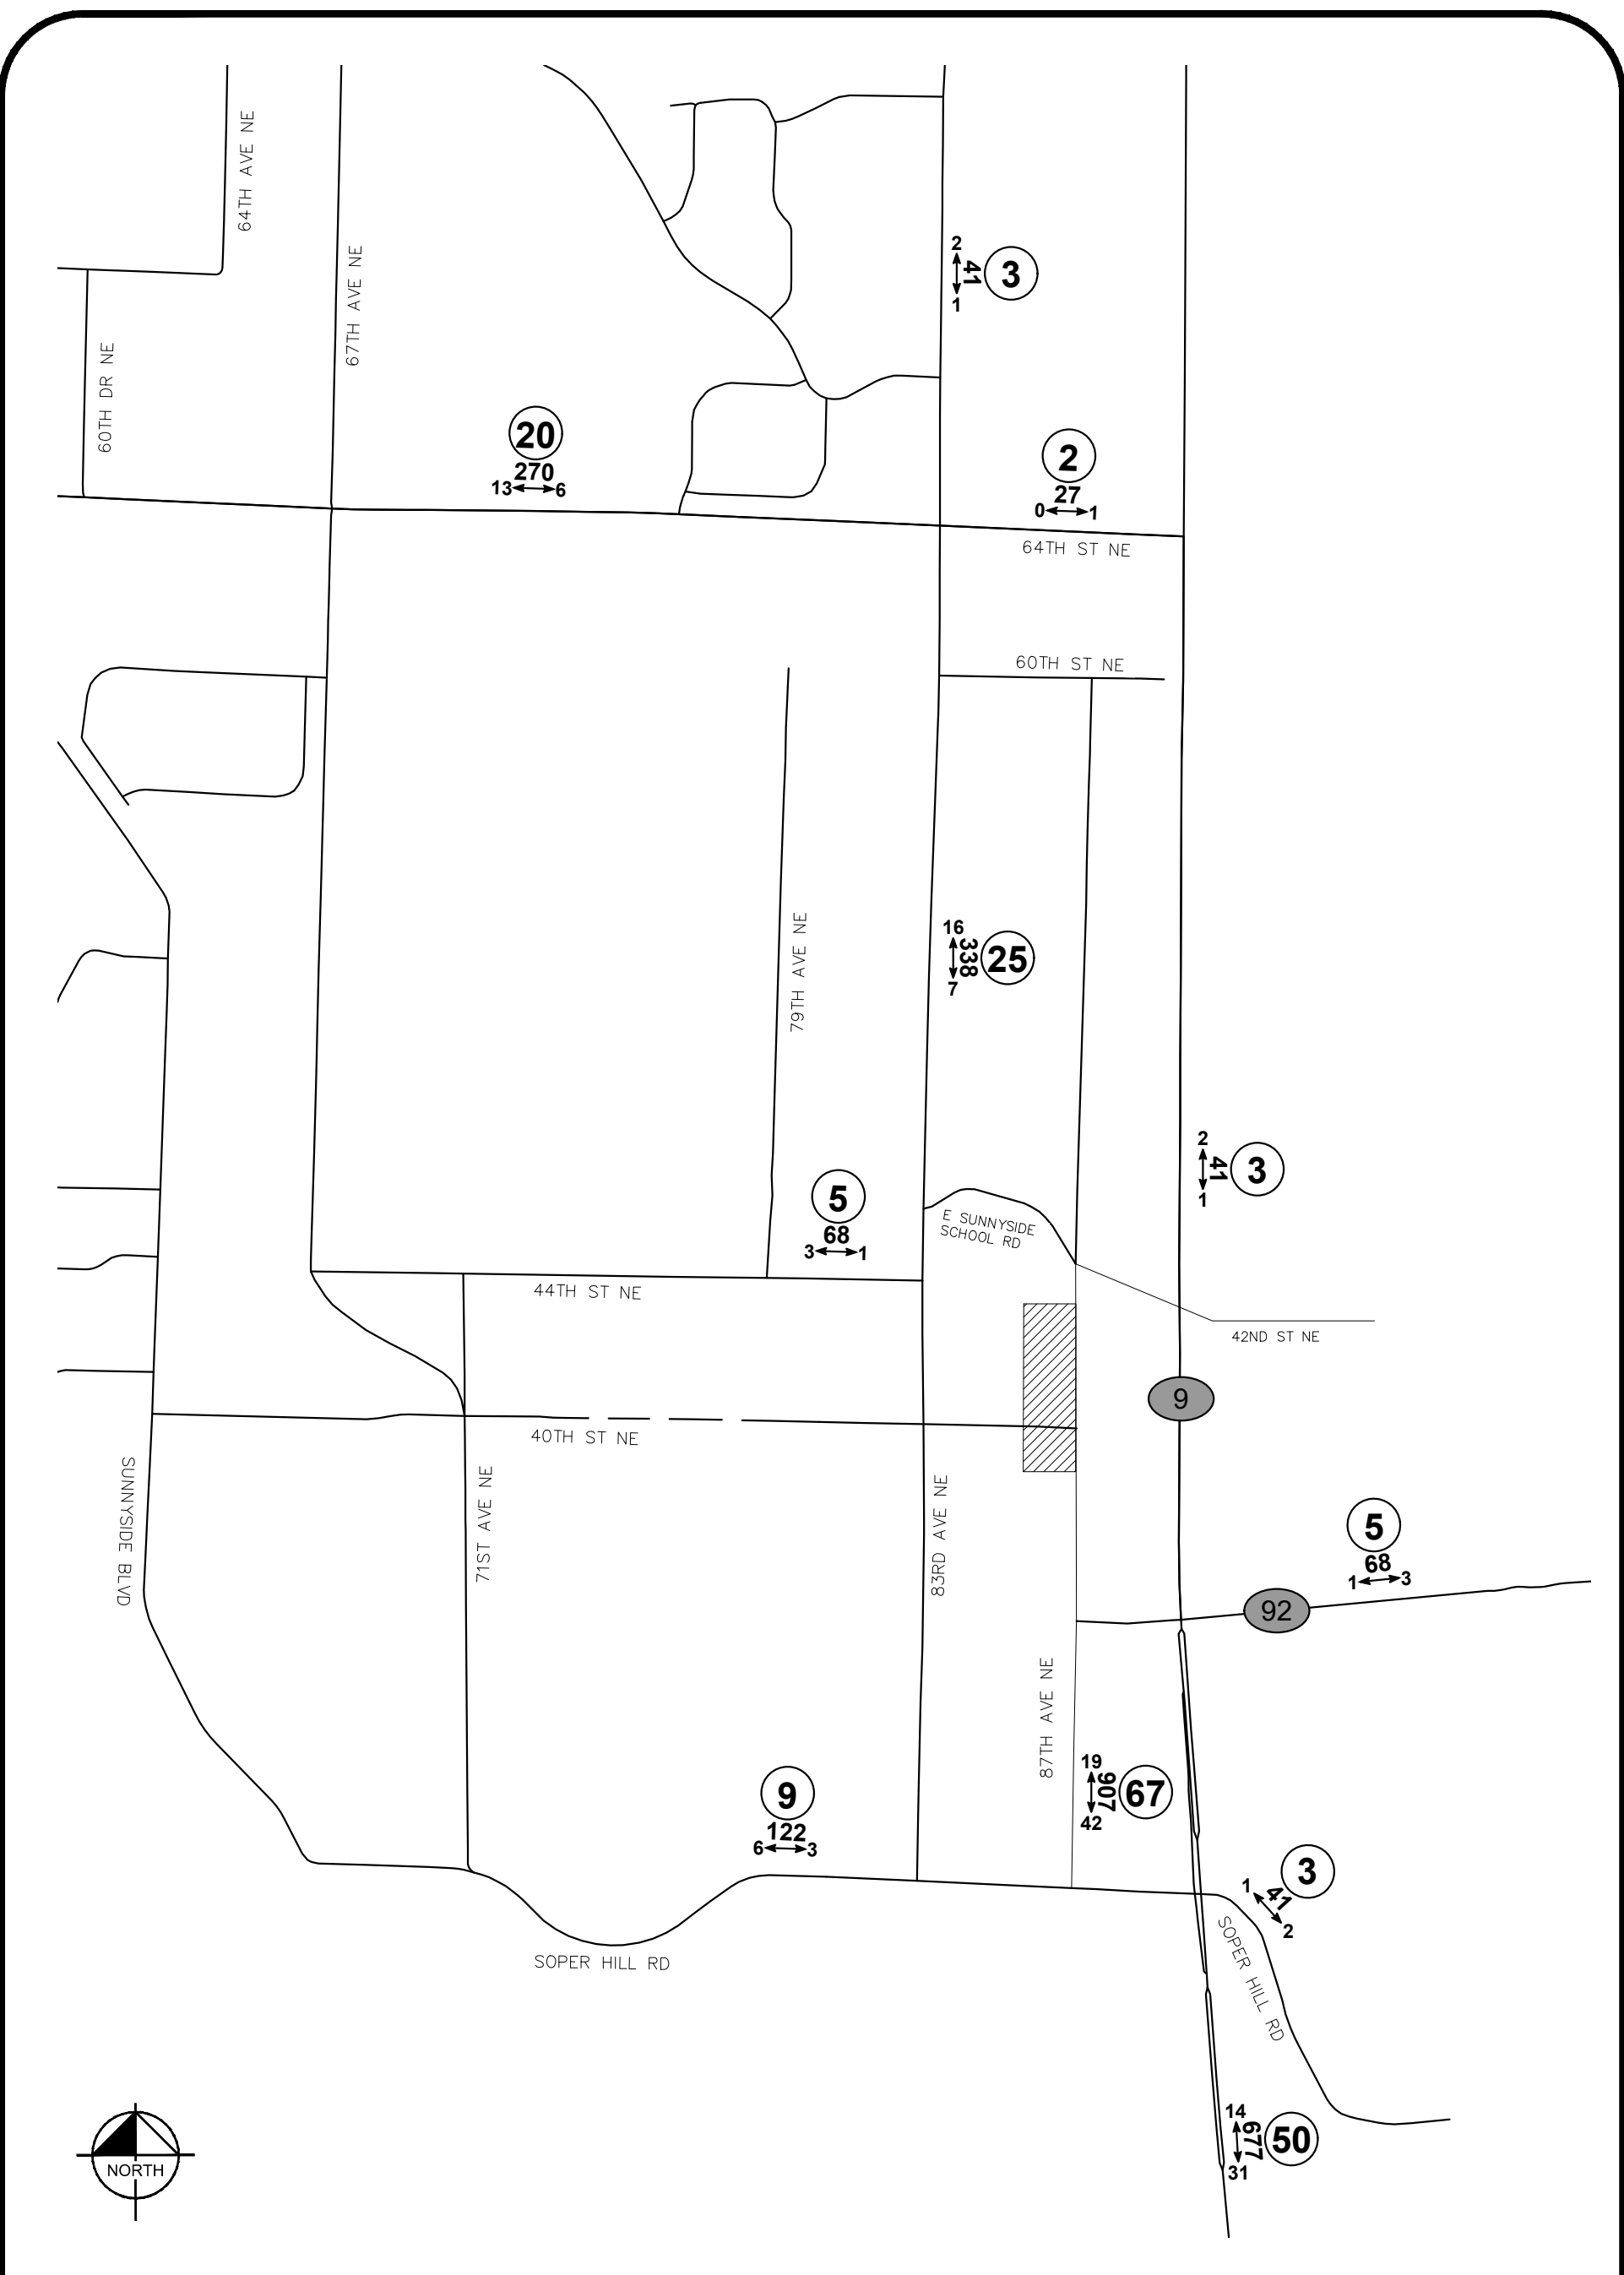 64TH AVE NE
67TH AVE NE
60TH DR NE
2
41
1
3
20
270
13 6
2
27
0 1
64TH ST NE
60TH ST NE
79TH AVE NE
16
338
7
25
2
41
1
3
5
68
3 1
E SUNNYSIDE
SCHOOL RD
44TH ST NE
42ND ST NE
9
40TH ST NE
SUNNYSIDE BLVD
71ST AVE NE
83RD AVE NE
5
68
1 3
92
87TH AVE NE
19
907
42
67
9
122
6 3
3
1
41
2
SOPER HILL RD
SOPER HILL RD
14
677
31
50
NORTH